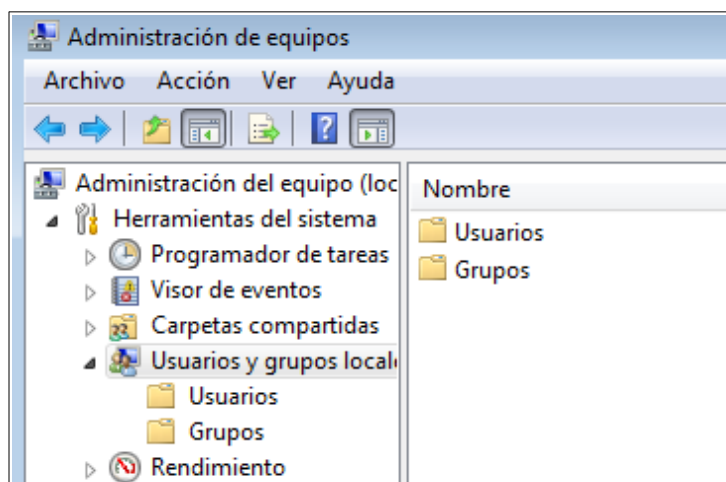 Administración de equipos
Archivo Acción Ver Ayuda
Administración del equipo (loc
Herramientas del sistema
Programador de tareas
Visor de eventos
Carpetas compartidas
Usuarios y grupos local
Usuarios
Grupos
Rendimiento
Nombre
Usuarios
Grupos